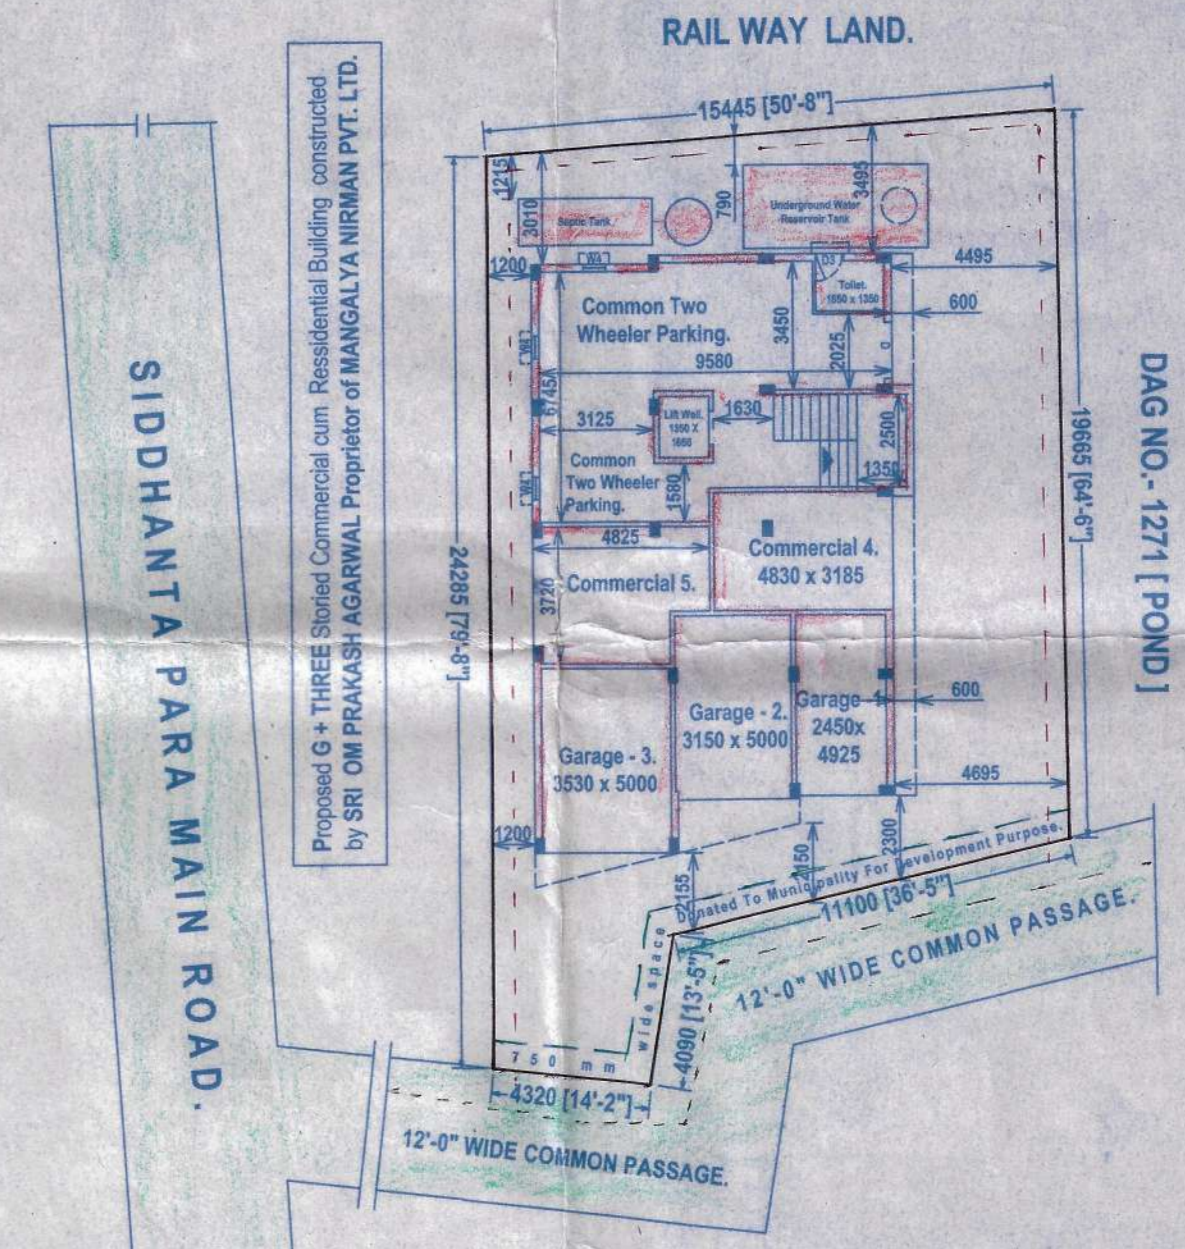 RAIL WAY LAND.
15445 [50'-8"]
Proposed G + THREE Storied Commercial cum Ressidential Building constructed
by SRI OM PRAKASH AGARWAL Proprietor of MANGALYA NIRMAN PVT. LTD.
SIDDHANTA PARA MAIN ROAD.
DAG NO.- 1271 [ POND ]
24285 [79'-8"]
19665 [64'-6"]
1215
3010
790
3495
Septic Tank.
Underground Water
Reservoir Tank
1200
W4
D3
4495
Toilet.
1650 x 1350
600
Common Two
Wheeler Parking.
3450
2025
W4
9580
6745
3125
Lift Well.
1350 X
1650
1630
2500
1350
Common
Two Wheeler
Parking.
W4
1580
4825
Commercial 4.
4830 x 3185
Commercial 5.
3720
Garage - 1.
2450x
4925
600
Garage - 2.
3150 x 5000
Garage - 3.
3530 x 5000
4695
1200
2155
2150
2300
Donated To Municipality For Development Purpose.
11100 [36'-5"]
12'-0" WIDE COMMON PASSAGE.
750 mm
wide space
4090 [13'-5"]
4320 [14'-2"]
12'-0" WIDE COMMON PASSAGE.